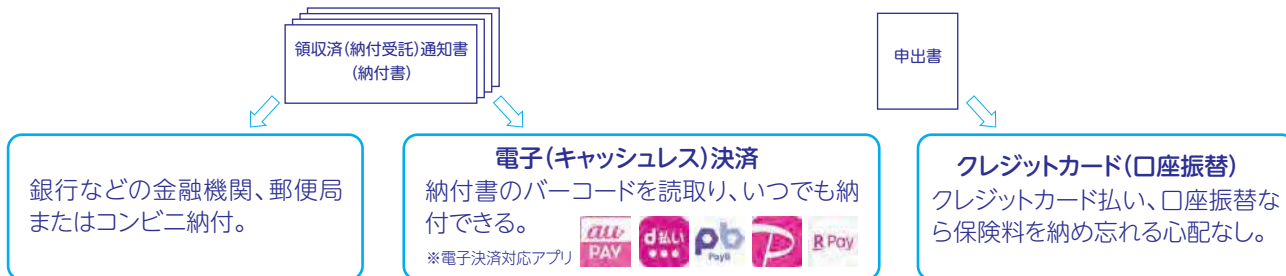 領収済(納付受託)通知書
(納付書)
申出書
銀行などの金融機関、郵便局
またはコンビニ納付。
電子(キャッシュレス)決済
納付書のバーコードを読取り、いつでも納
付できる。
※電子決済対応アプリ
au
PAY
d払い
pb
PayB
P
R Pay
クレジットカード(口座振替)
クレジットカード払い、口座振替な
ら保険料を納め忘れる心配なし。